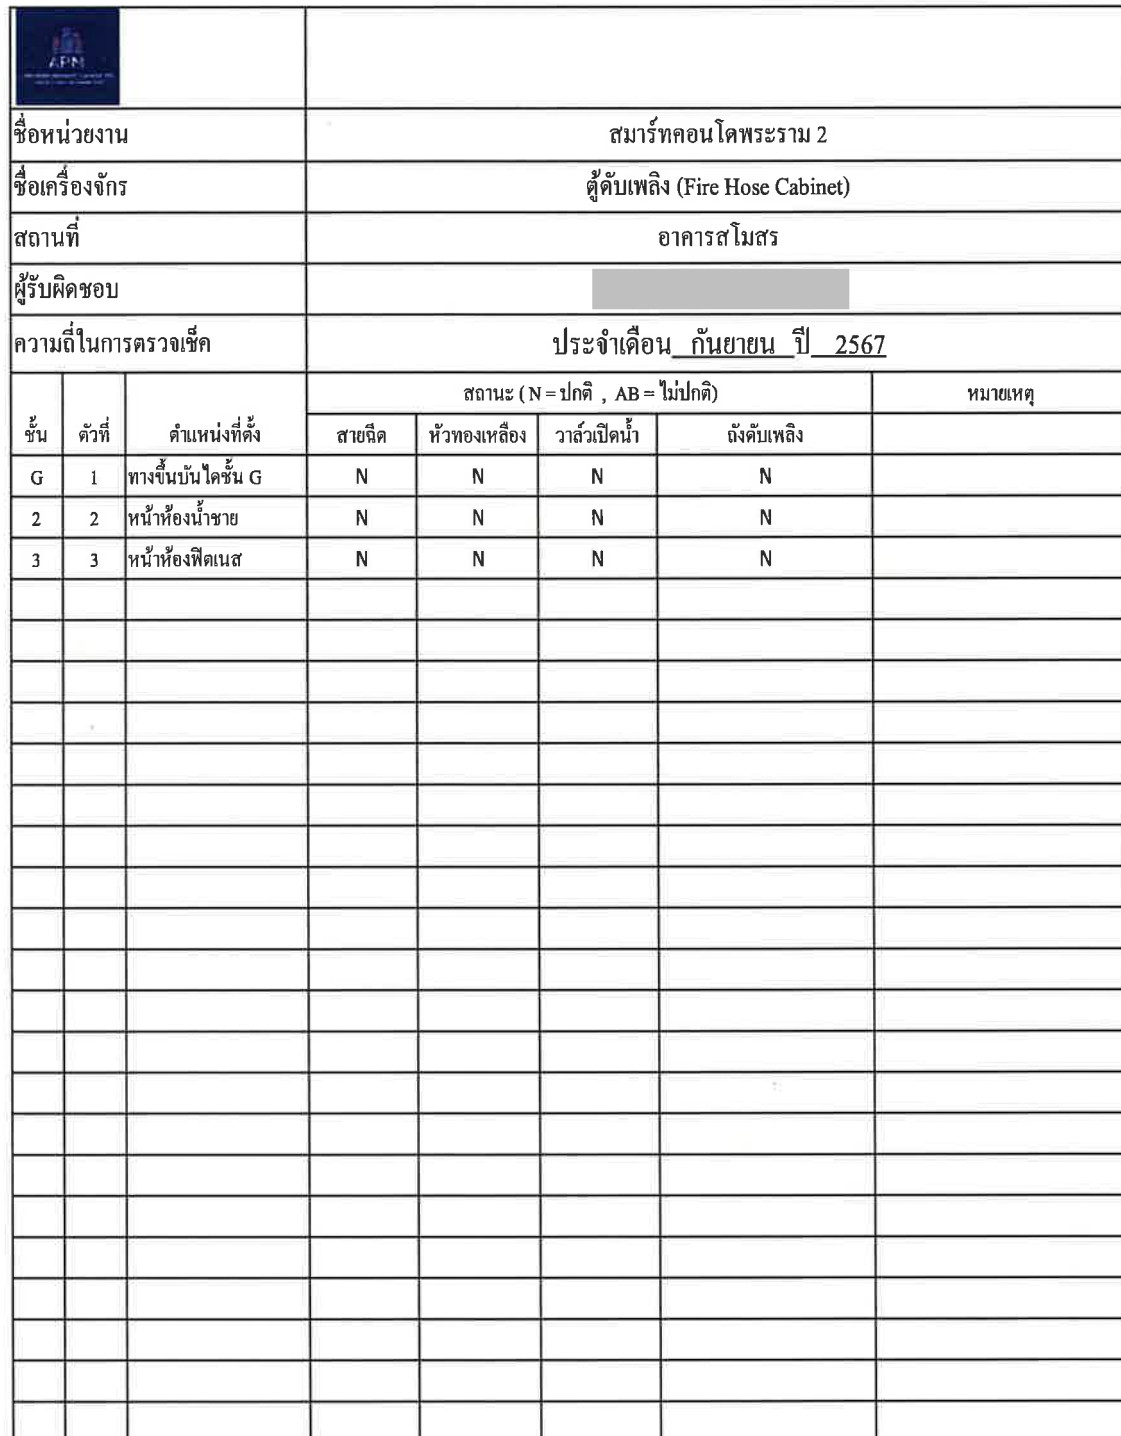 APM
ชื่อหน่วยงาน สมาร์ทคอนโดพระราม 2
ชื่อเครื่องจักร ตู้ดับเพลิง (Fire Hose Cabinet)
สถานที่ อาคารสโมสร
ผู้รับผิดชอบ
ความถี่ในการตรวจเช็ค ประจำเดือน กันยายน ปี 2567
สถานะ ( N = ปกติ , AB = ไม่ปกติ) หมายเหตุ
ชั้น ตัวที่ ตำแหน่งที่ตั้ง สายฉีด หัวทองเหลือง วาล์วเปิดน้ำ ถังดับเพลิง
G 1 ทางขึ้นบันไดชั้น G N N N N
2 2 หน้าห้องน้ำชาย N N N N
3 3 หน้าห้องฟิตเนส N N N N